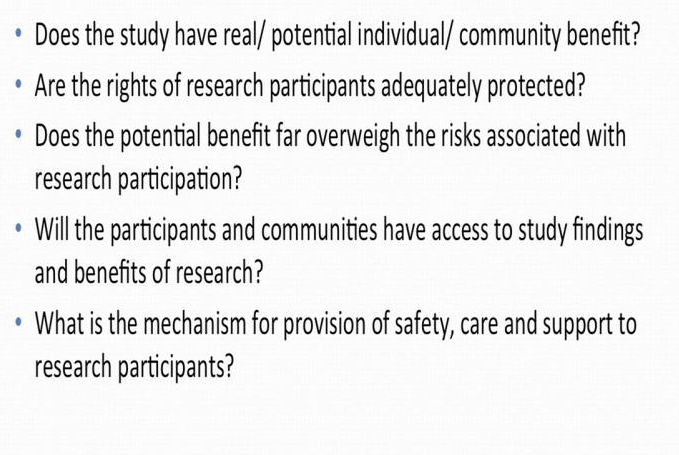 • Does the study have real/ potential individual/ community benefit?
• Are the rights of research participants adequately protected?
• Does the potential benefit far overweigh the risks associated with
research participation?
• Will the participants and communities have access to study findings
and benefits of research?
• What is the mechanism for provision of safety, care and support to
research participants?